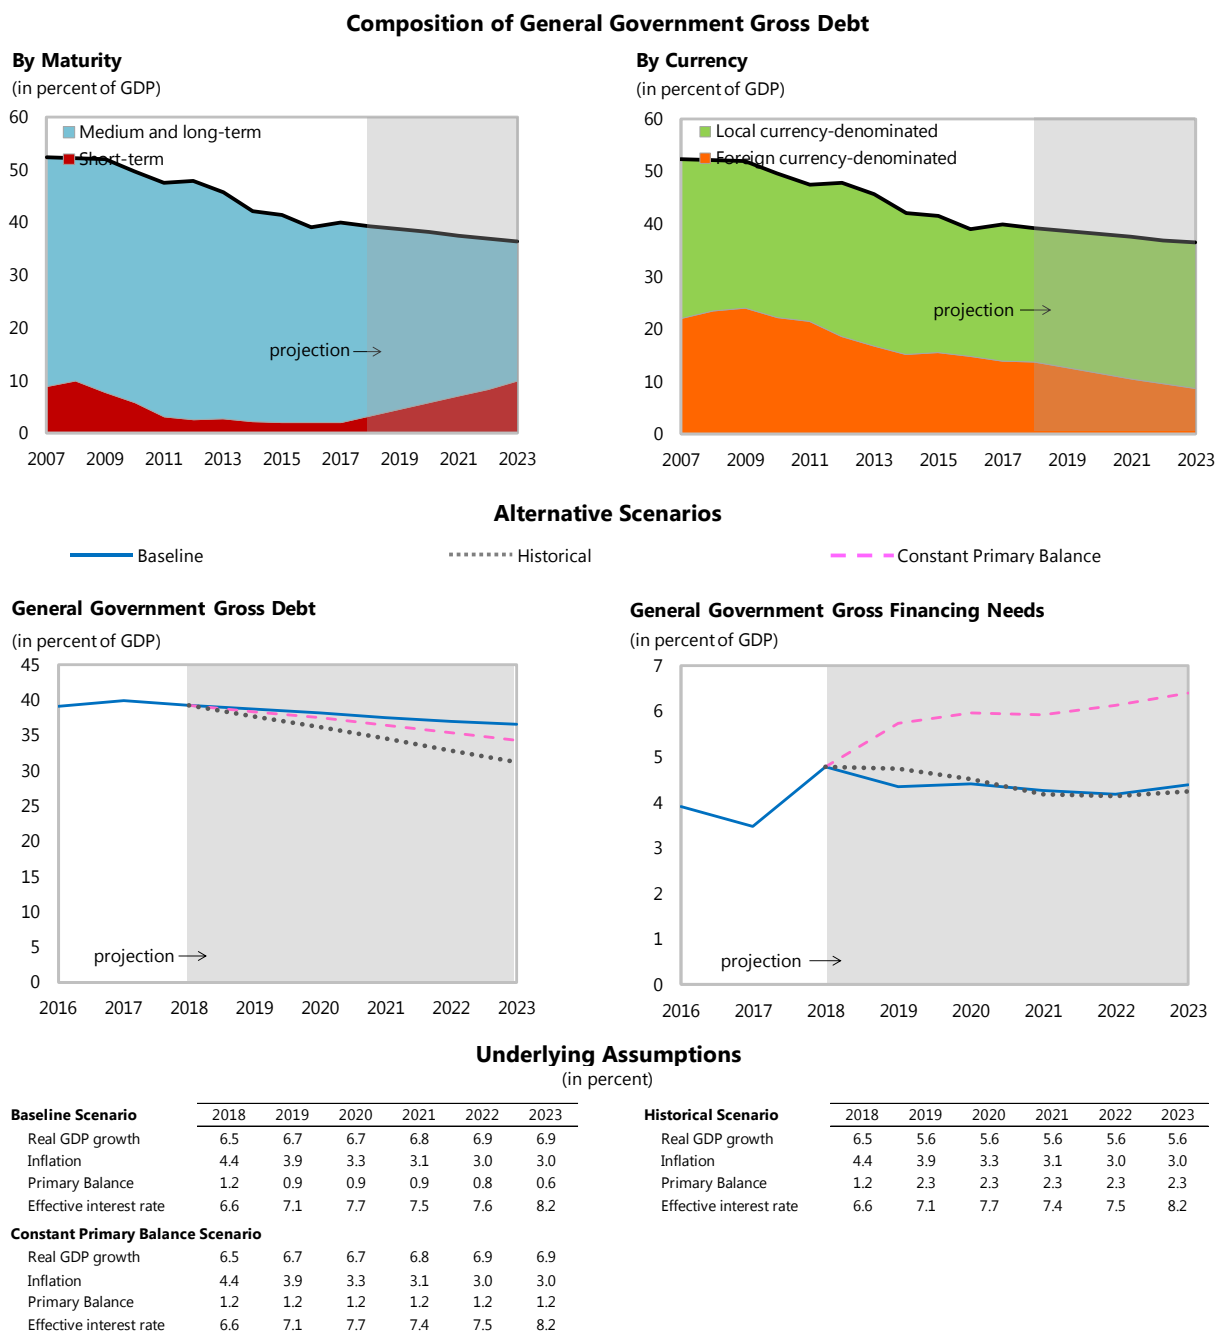 Composition of General Government Gross Debt
By Maturity
(in percent of GDP)
60
50
40
30
20
10
0
Medium and long-term
Short-term
projection
2007 2009 2011 2013 2015 2017 2019 2021 2023
By Currency
(in percent of GDP)
60
50
40
30
20
10
0
Local currency-denominated
Foreign currency-denominated
projection
2007 2009 2011 2013 2015 2017 2019 2021 2023
Alternative Scenarios
Baseline Historical Constant Primary Balance
General Government Gross Debt
(in percent of GDP)
45
40
35
30
25
20
15
10
5
0
projection
2016 2017 2018 2019 2020 2021 2022 2023
General Government Gross Financing Needs
(in percent of GDP)
7
6
5
4
3
2
1
0
projection
2016 2017 2018 2019 2020 2021 2022 2023
Underlying Assumptions
(in percent)
Baseline Scenario 2018 2019 2020 2021 2022 2023
Real GDP growth 6.5 6.7 6.7 6.8 6.9 6.9
Inflation 4.4 3.9 3.3 3.1 3.0 3.0
Primary Balance 1.2 0.9 0.9 0.9 0.8 0.6
Effective interest rate 6.6 7.1 7.7 7.5 7.6 8.2
Constant Primary Balance Scenario
Real GDP growth 6.5 6.7 6.7 6.8 6.9 6.9
Inflation 4.4 3.9 3.3 3.1 3.0 3.0
Primary Balance 1.2 1.2 1.2 1.2 1.2 1.2
Effective interest rate 6.6 7.1 7.7 7.4 7.5 8.2
Historical Scenario 2018 2019 2020 2021 2022 2023
Real GDP growth 6.5 5.6 5.6 5.6 5.6 5.6
Inflation 4.4 3.9 3.3 3.1 3.0 3.0
Primary Balance 1.2 2.3 2.3 2.3 2.3 2.3
Effective interest rate 6.6 7.1 7.7 7.4 7.5 8.2